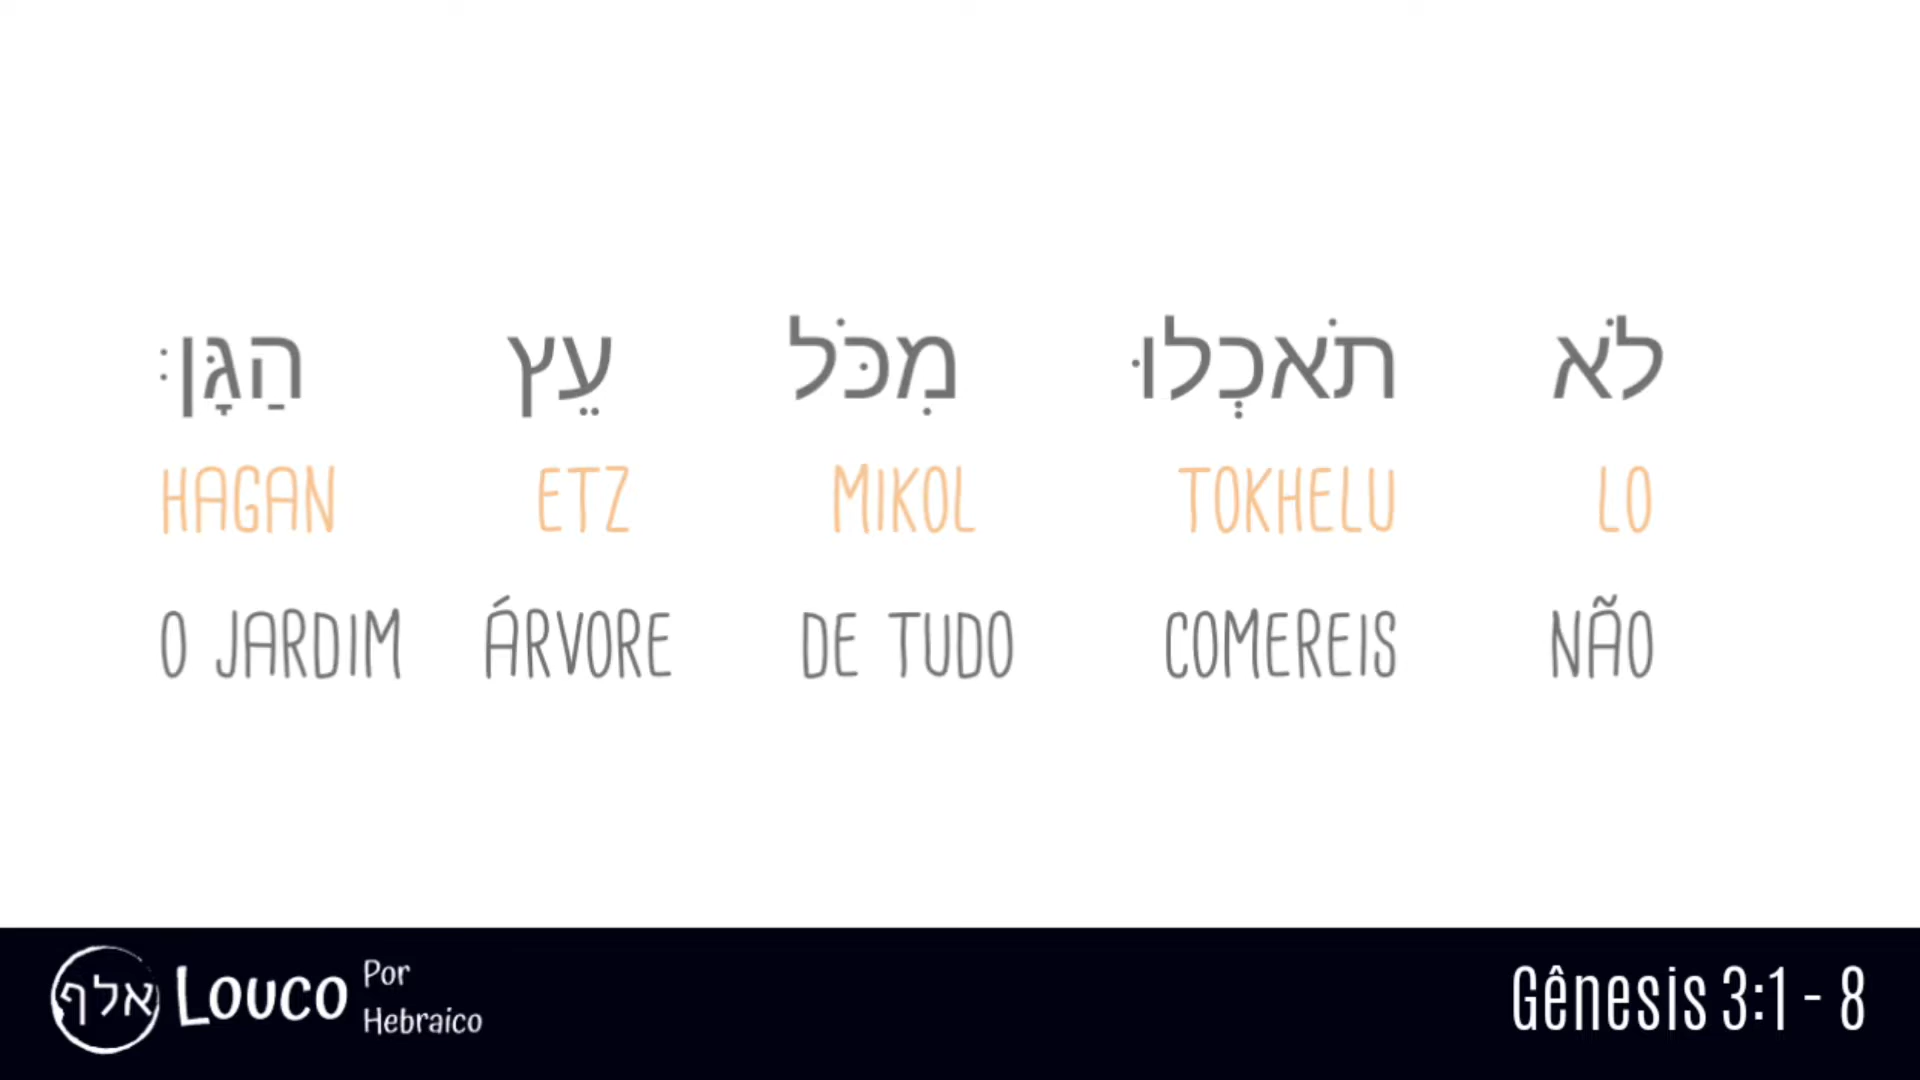 לֹא תֹאכְלוּ מִכֹּל עֵץ הַגָּן:
HAGAN ETZ MIKOL TOKHELU LO
O JARDIM ÁRVORE DE TUDO COMEREIS NÃO
אלף Louco Por Hebraico
Gênesis 3:1 - 8